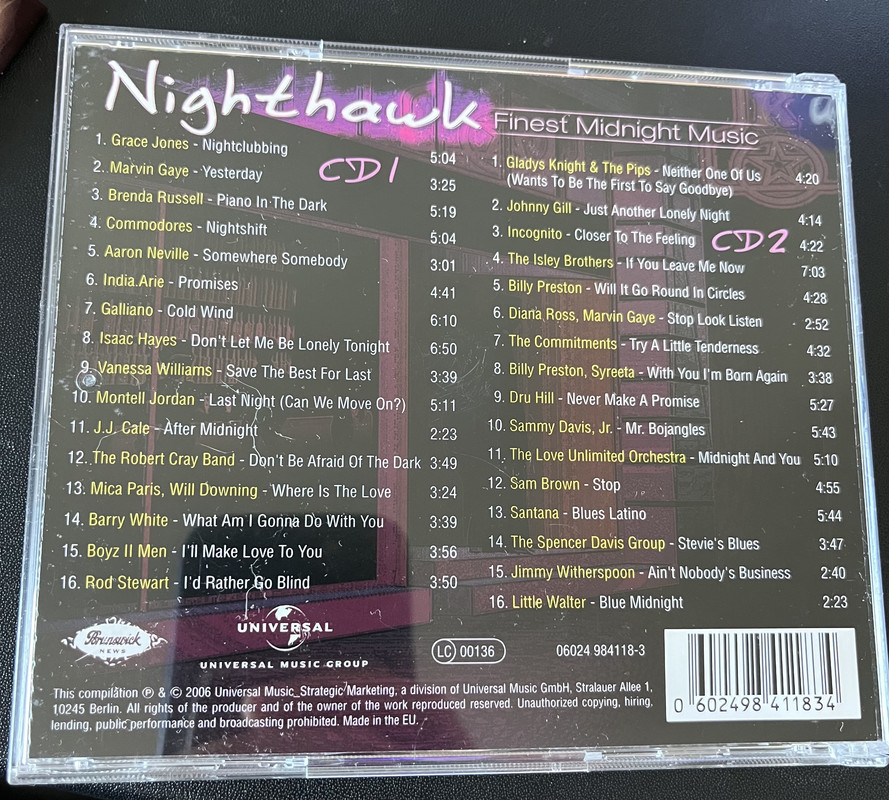 Nighthawk
Finest Midnight Music
CD1
1. Grace Jones - Nightclubbing 5:04
2. Marvin Gaye - Yesterday 3:25
3. Brenda Russell - Piano In The Dark 5:19
4. Commodores - Nightshift 5:04
5. Aaron Neville - Somewhere Somebody 3:01
6. India.Arie - Promises 4:41
7. Galliano - Cold Wind 6:10
8. Isaac Hayes - Don't Let Me Be Lonely Tonight 6:50
9. Vanessa Williams - Save The Best For Last 3:39
10. Montell Jordan - Last Night (Can We Move On?) 5:11
11. J.J. Cale - After Midnight 2:23
12. The Robert Cray Band - Don't Be Afraid Of The Dark 3:49
13. Mica Paris, Will Downing - Where Is The Love 3:24
14. Barry White - What Am I Gonna Do With You 3:39
15. Boyz II Men - I'll Make Love To You 3:56
16. Rod Stewart - I'd Rather Go Blind 3:50
CD2
1. Gladys Knight & The Pips - Neither One Of Us
(Wants To Be The First To Say Goodbye) 4:20
2. Johnny Gill - Just Another Lonely Night 4:14
3. Incognito - Closer To The Feeling 4:22
4. The Isley Brothers - If You Leave Me Now 7:03
5. Billy Preston - Will It Go Round In Circles 4:28
6. Diana Ross, Marvin Gaye - Stop Look Listen 2:52
7. The Commitments - Try A Little Tenderness 4:32
8. Billy Preston, Syreeta - With You I'm Born Again 3:38
9. Dru Hill - Never Make A Promise 5:27
10. Sammy Davis, Jr. - Mr. Bojangles 5:43
11. The Love Unlimited Orchestra - Midnight And You 5:10
12. Sam Brown - Stop 4:55
13. Santana - Blues Latino 5:44
14. The Spencer Davis Group - Stevie's Blues 3:47
15. Jimmy Witherspoon - Ain't Nobody's Business 2:40
16. Little Walter - Blue Midnight 2:23
Brunswick
NEWS
UNIVERSAL
UNIVERSAL MUSIC GROUP
LC 00136
06024 984118-3
0 602498 411834
This compilation ℗ & © 2006 Universal Music Strategic Marketing, a division of Universal Music GmbH, Stralauer Allee 1,
10245 Berlin. All rights of the producer and of the owner of the work reproduced reserved. Unauthorized copying, hiring,
lending, public performance and broadcasting prohibited. Made in the EU.